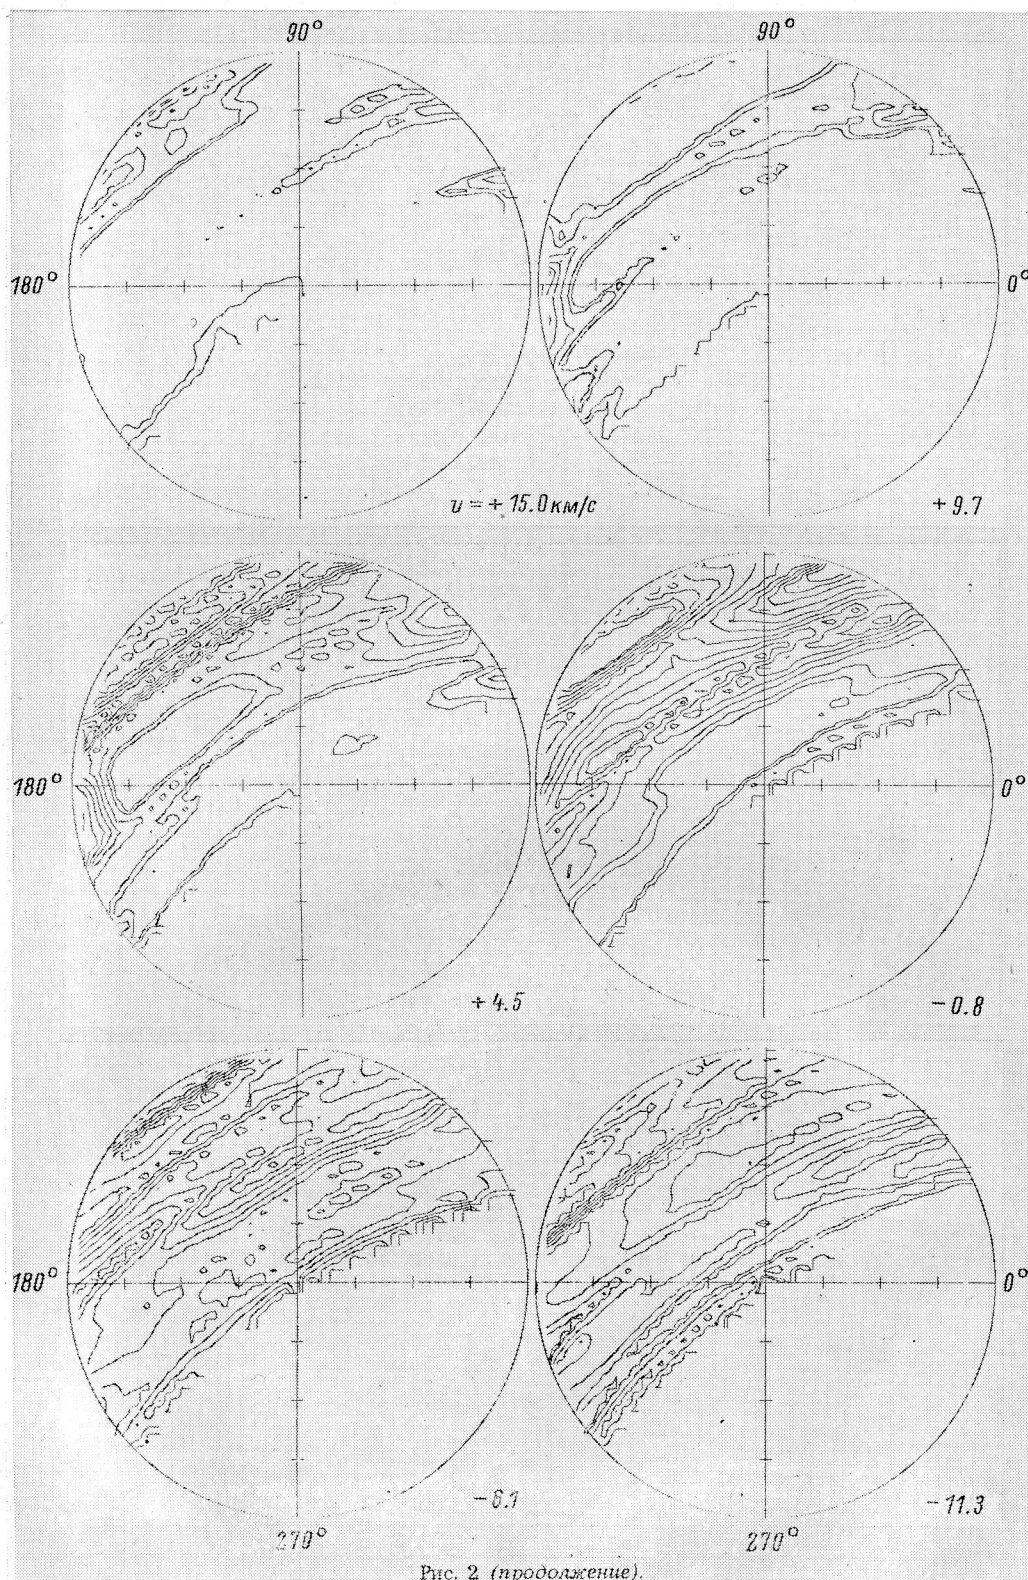 90° 90°
180° 0°
υ = + 15.0 км/с + 9.7
180° 0°
+ 4.5 − 0.8
180° 0°
− 6.1 − 11.3
270° 270°
Рис. 2 (продолжение).